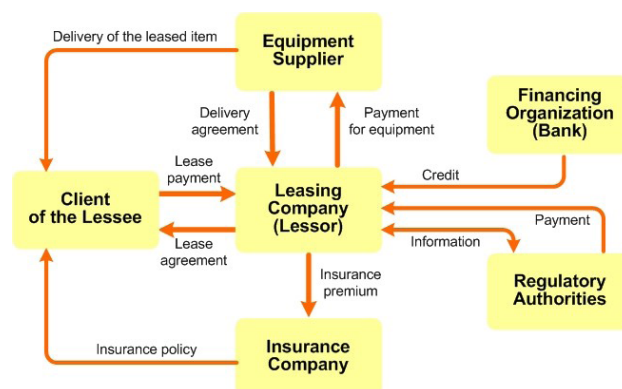 Delivery of the leased item
Equipment
Supplier
Financing
Organization
(Bank)
Delivery
agreement
Payment
for equipment
Lease
payment
Credit
Client
of the Lessee
Leasing
Company
(Lessor)
Payment
Lease
agreement
Information
Insurance
premium
Regulatory
Authorities
Insurance policy
Insurance
Company